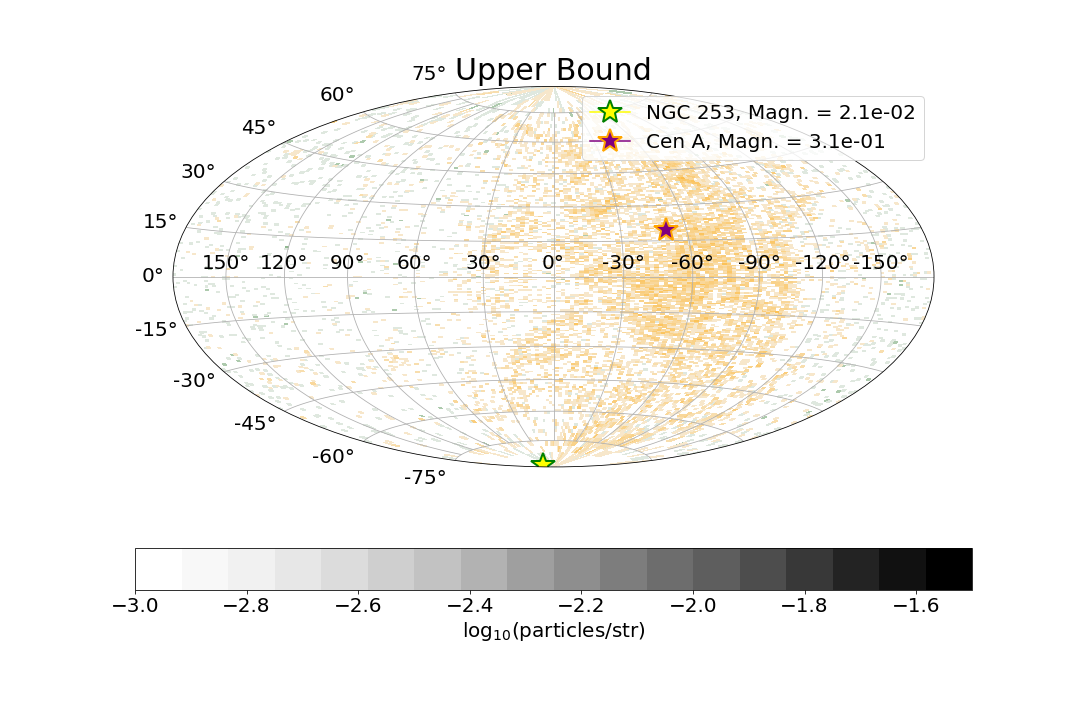 75° Upper Bound
60°
NGC 253, Magn. = 2.1e-02
45°
Cen A, Magn. = 3.1e-01
30°
15°
0° 150° 120° 90° 60° 30° 0° -30° -60° -90° -120° -150°
-15°
-30°
-45°
-60°
-75°
−3.0 −2.8 −2.6 −2.4 −2.2 −2.0 −1.8 −1.6
log₁₀(particles/str)